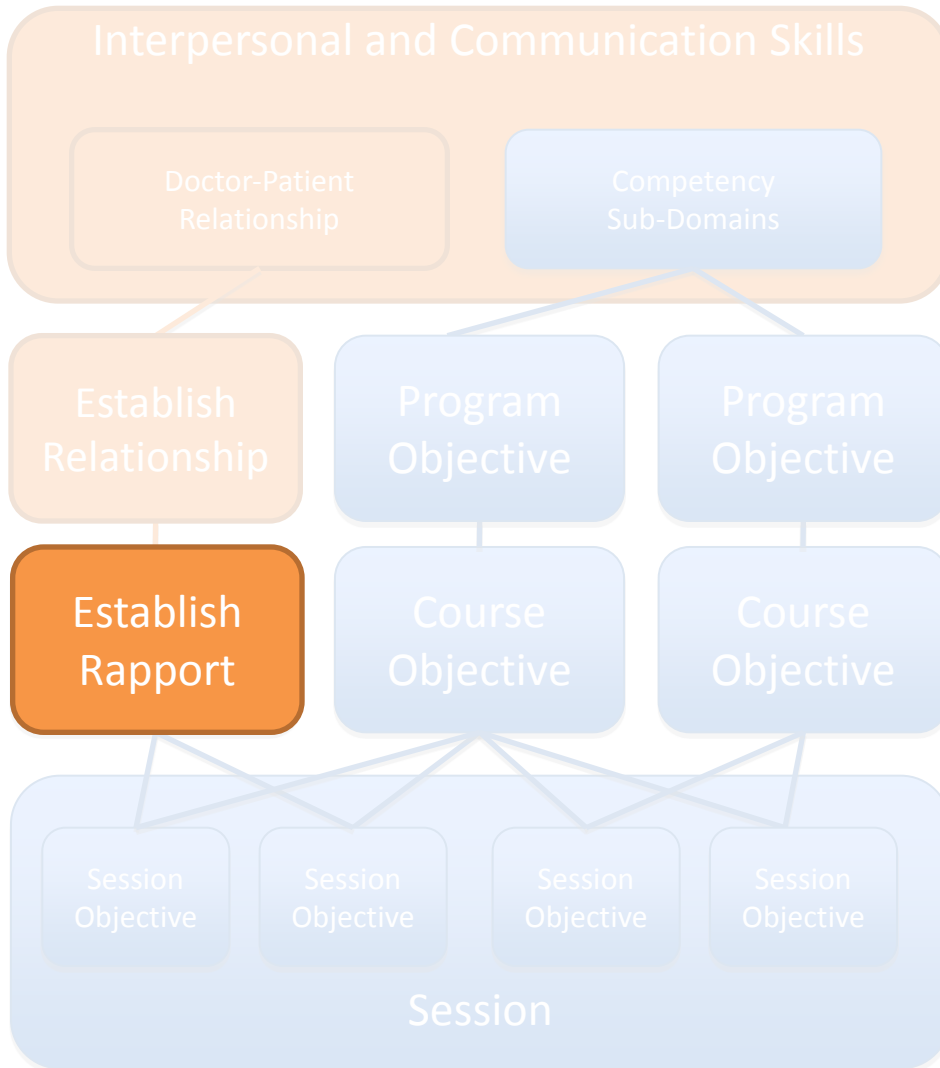 Interpersonal and Communication Skills
Doctor-Patient
Relationship
Competency
Sub-Domains
Establish
Relationship
Program
Objective
Program
Objective
Establish
Rapport
Course
Objective
Course
Objective
Session
Objective
Session
Objective
Session
Objective
Session
Objective
Session